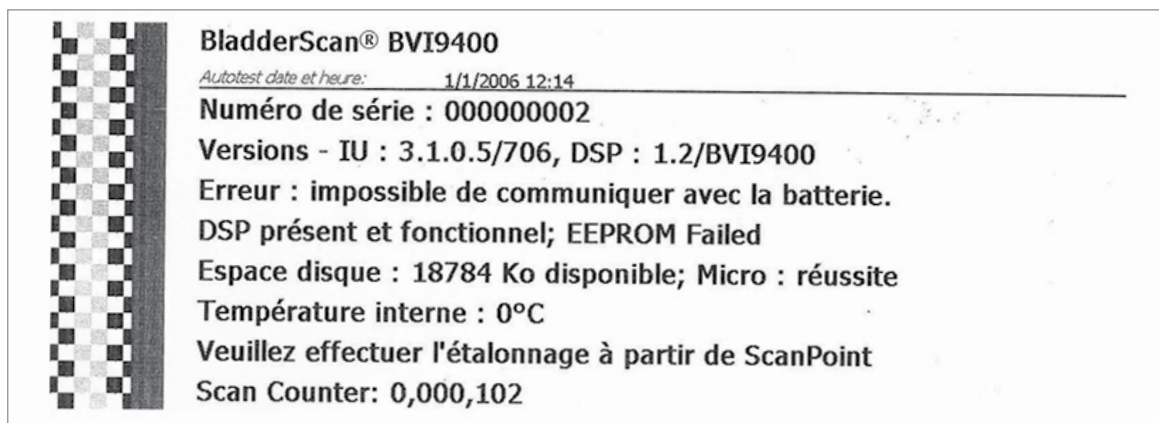 BladderScan® BVI9400
Autotest date et heure: 1/1/2006 12:14
Numéro de série : 000000002
Versions - IU : 3.1.0.5/706, DSP : 1.2/BVI9400
Erreur : impossible de communiquer avec la batterie.
DSP présent et fonctionnel; EEPROM Failed
Espace disque : 18784 Ko disponible; Micro : réussite
Température interne : 0°C
Veuillez effectuer l'étalonnage à partir de ScanPoint
Scan Counter: 0,000,102